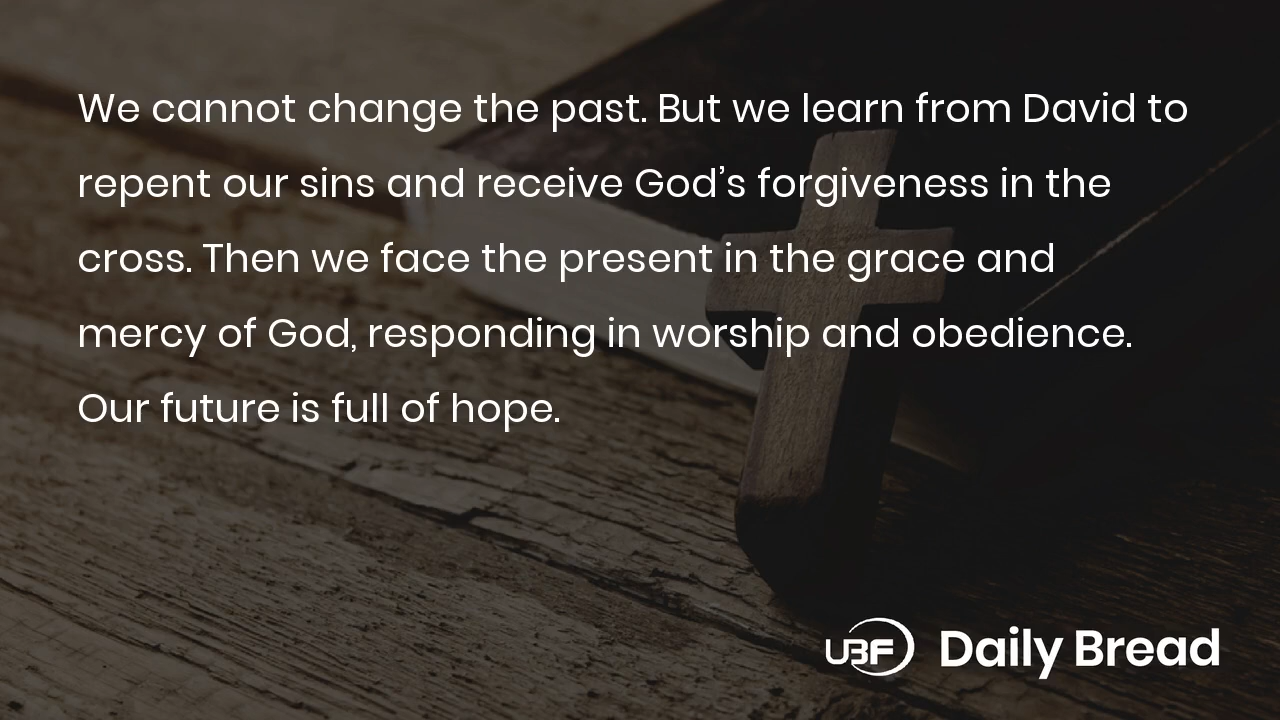 We cannot change the past. But we learn from David to
repent our sins and receive God’s forgiveness in the
cross. Then we face the present in the grace and
mercy of God, responding in worship and obedience.
Our future is full of hope.
UBF Daily Bread